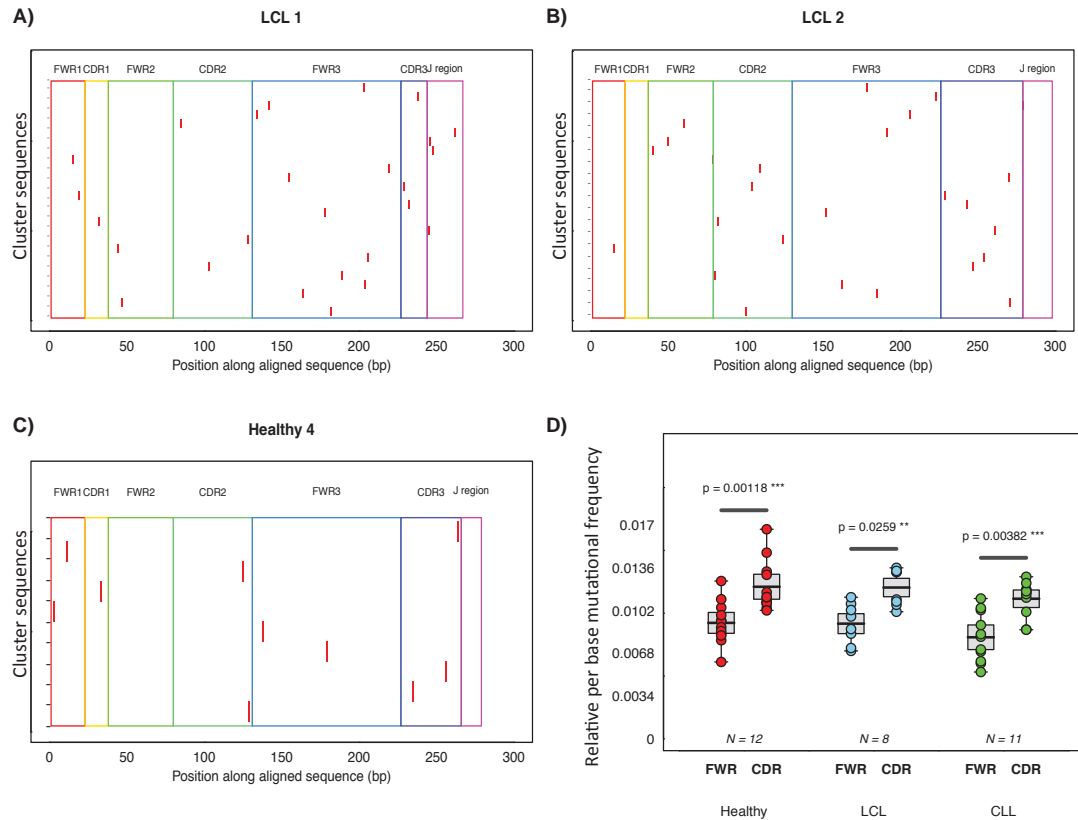 A)
LCL 1
FWR1 CDR1 FWR2 CDR2 FWR3 CDR3 J region
Cluster sequences
0 50 100 150 200 250 300
Position along aligned sequence (bp)
B)
LCL 2
FWR1 CDR1 FWR2 CDR2 FWR3 CDR3 J region
Cluster sequences
0 50 100 150 200 250 300
Position along aligned sequence (bp)
C)
Healthy 4
FWR1 CDR1 FWR2 CDR2 FWR3 CDR3 J region
Cluster sequences
0 50 100 150 200 250 300
Position along aligned sequence (bp)
D)
Relative per base mutational frequency
0.017
0.0136
0.0102
0.0068
0.0034
0
p = 0.00118 ***
p = 0.0259 **
p = 0.00382 ***
N = 12 N = 8 N = 11
FWR CDR FWR CDR FWR CDR
Healthy LCL CLL